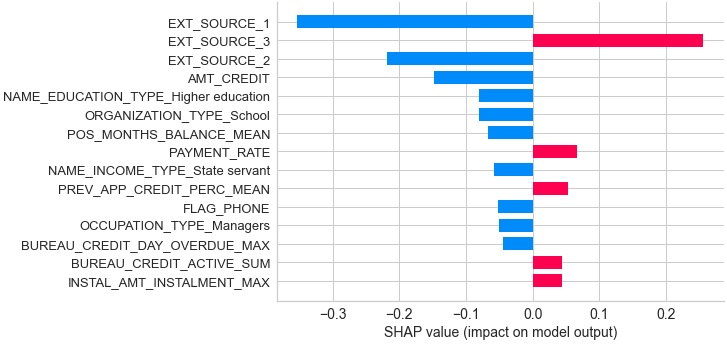 EXT_SOURCE_1
EXT_SOURCE_3
EXT_SOURCE_2
AMT_CREDIT
NAME_EDUCATION_TYPE_Higher education
ORGANIZATION_TYPE_School
POS_MONTHS_BALANCE_MEAN
PAYMENT_RATE
NAME_INCOME_TYPE_State servant
PREV_APP_CREDIT_PERC_MEAN
FLAG_PHONE
OCCUPATION_TYPE_Managers
BUREAU_CREDIT_DAY_OVERDUE_MAX
BUREAU_CREDIT_ACTIVE_SUM
INSTAL_AMT_INSTALMENT_MAX
−0.3 −0.2 −0.1 0.0 0.1 0.2
SHAP value (impact on model output)